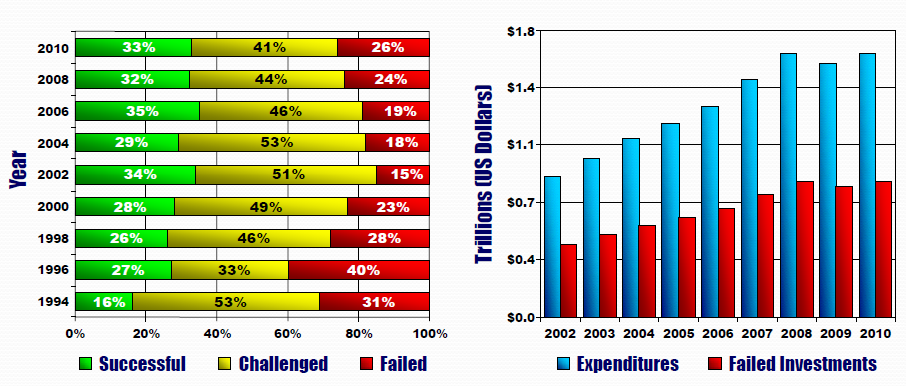 Year
2010 33% 41% 26%
2008 32% 44% 24%
2006 35% 46% 19%
2004 29% 53% 18%
2002 34% 51% 15%
2000 28% 49% 23%
1998 26% 46% 28%
1996 27% 33% 40%
1994 16% 53% 31%
0% 20% 40% 60% 80% 100%
Successful Challenged Failed
Trillions (US Dollars)
$1.8
$1.4
$1.1
$0.7
$0.4
$0.0
2002 2003 2004 2005 2006 2007 2008 2009 2010
Expenditures Failed Investments